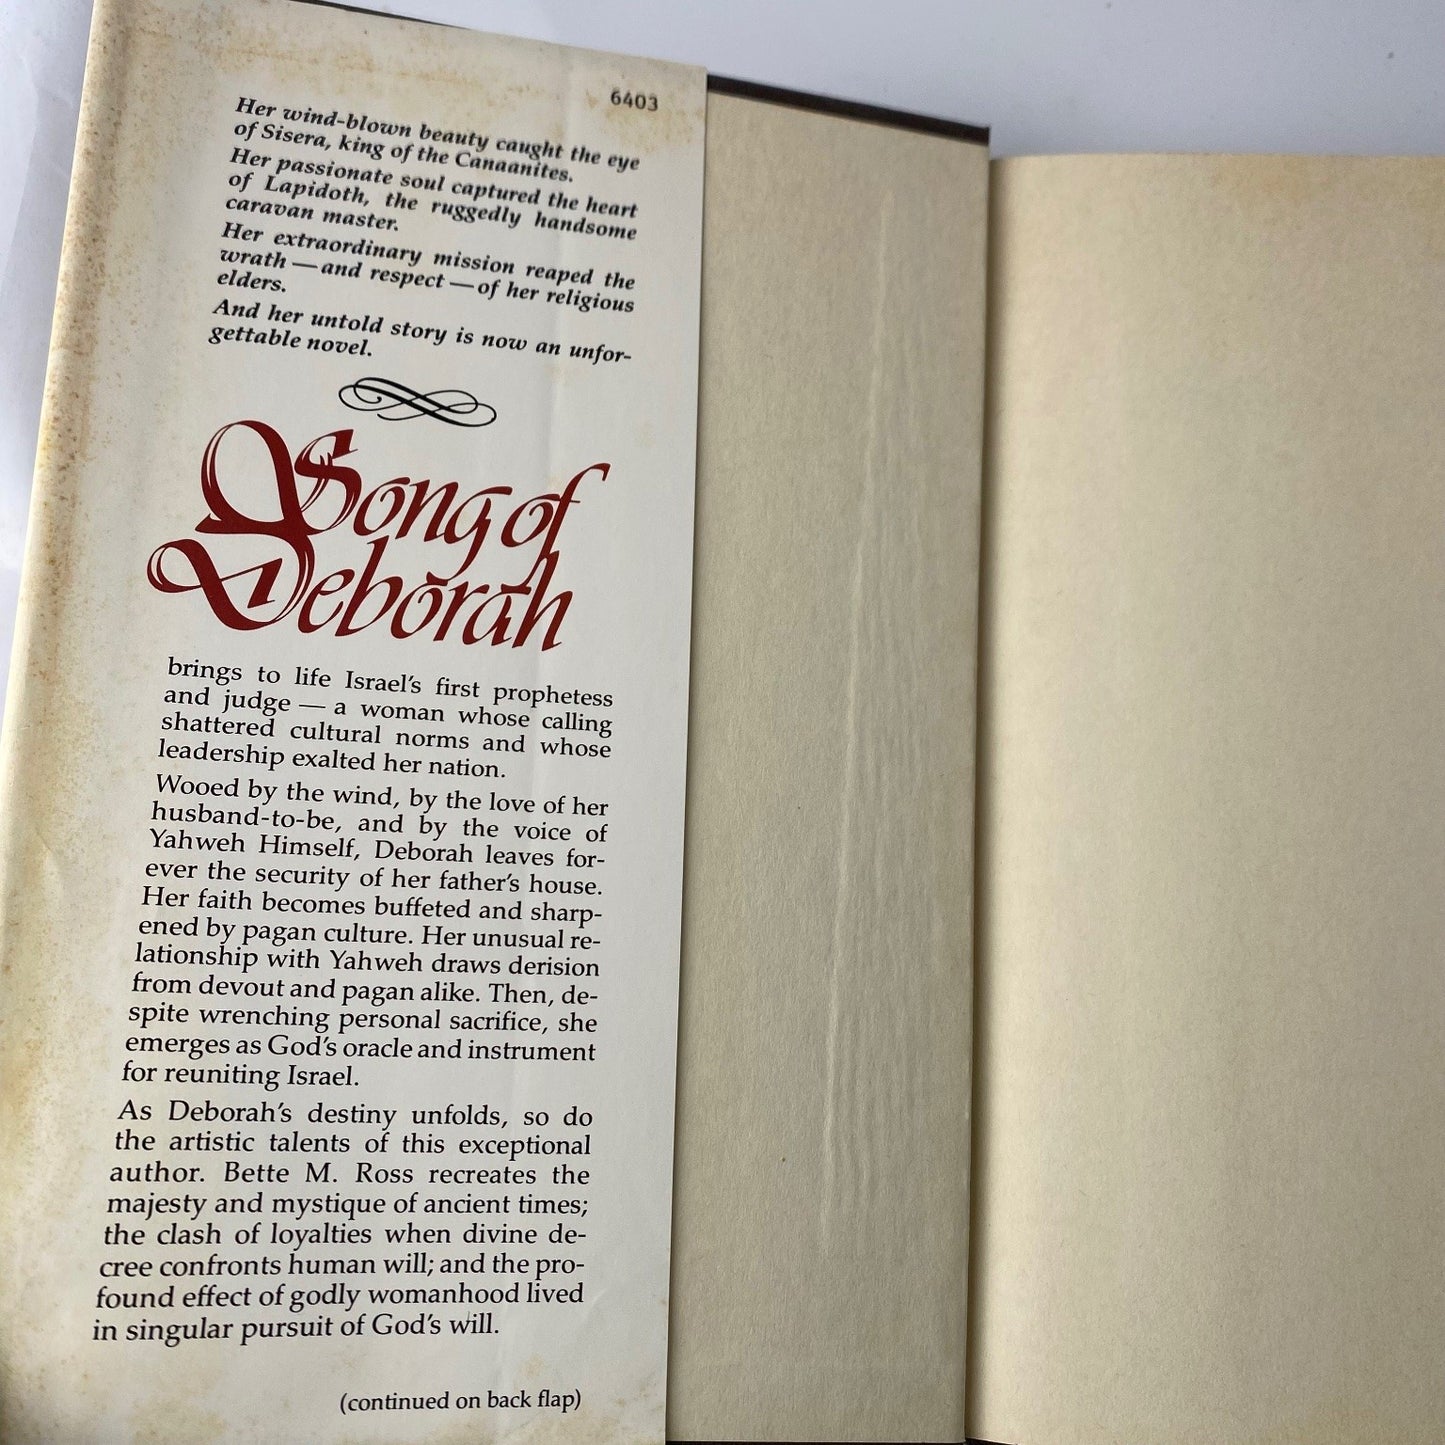 6403
Her wind-blown beauty caught the eye
of Sisera, king of the Canaanites.
Her passionate soul captured the heart
of Lapidoth, the ruggedly handsome
caravan master.
Her extraordinary mission reaped the
wrath — and respect — of her religious
elders.
And her untold story is now an unfor-
gettable novel.
Song of
Deborah
brings to life Israel's first prophetess
and judge — a woman whose calling
shattered cultural norms and whose
leadership exalted her nation.
Wooed by the wind, by the love of her
husband-to-be, and by the voice of
Yahweh Himself, Deborah leaves for-
ever the security of her father's house.
Her faith becomes buffeted and sharp-
ened by pagan culture. Her unusual re-
lationship with Yahweh draws derision
from devout and pagan alike. Then, de-
spite wrenching personal sacrifice, she
emerges as God's oracle and instrument
for reuniting Israel.
As Deborah's destiny unfolds, so do
the artistic talents of this exceptional
author. Bette M. Ross recreates the
majesty and mystique of ancient times;
the clash of loyalties when divine de-
cree confronts human will; and the pro-
found effect of godly womanhood lived
in singular pursuit of God's will.
(continued on back flap)